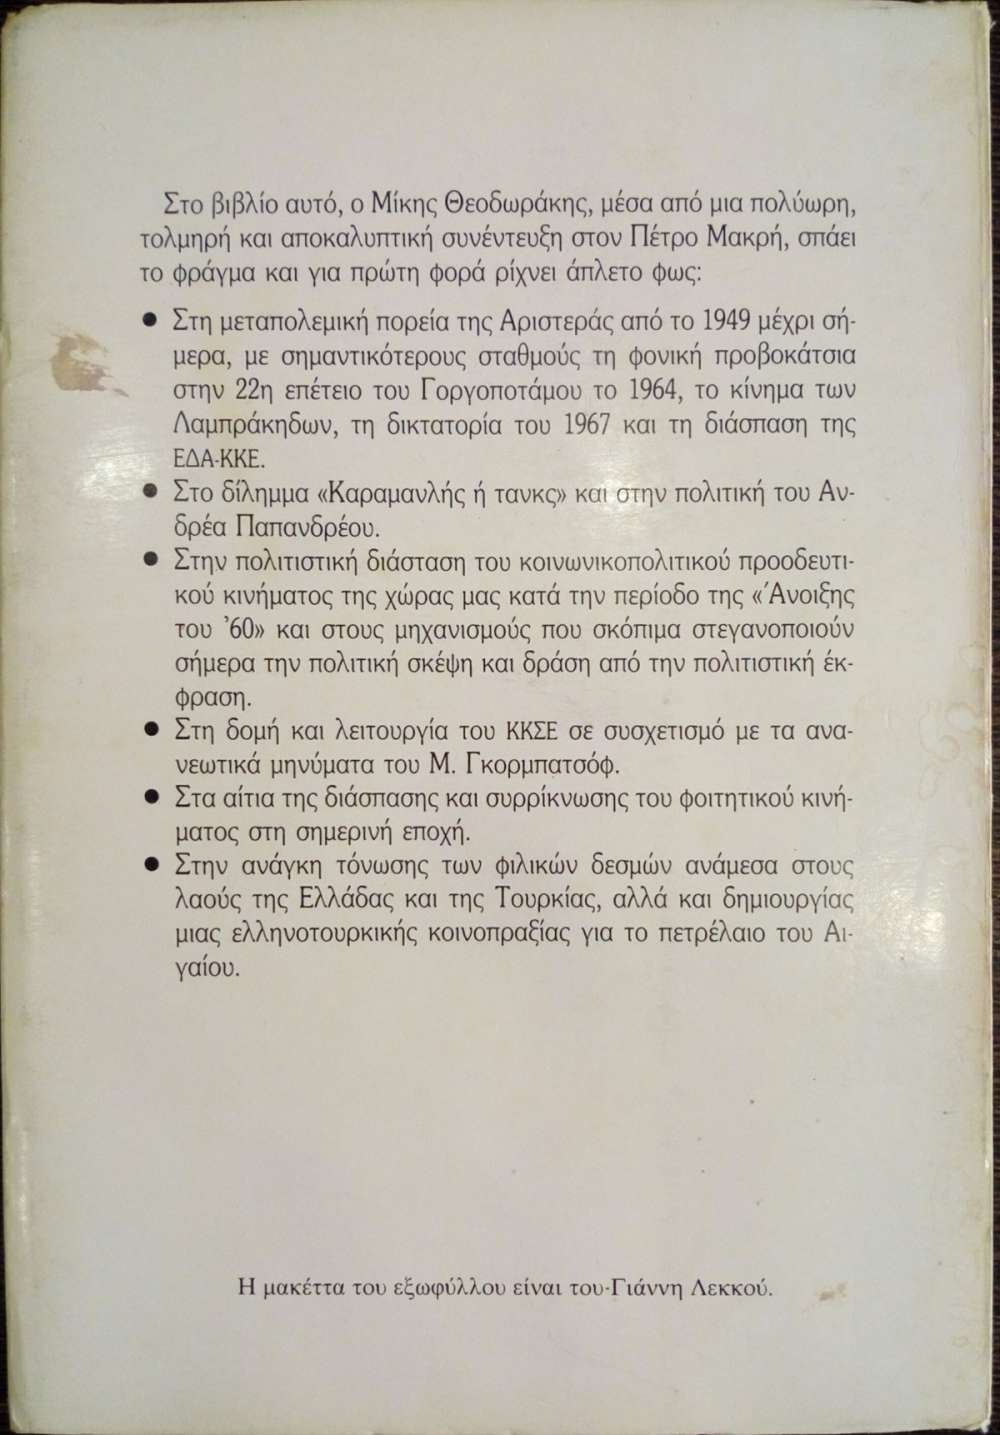 Στο βιβλίο αυτό, ο Μίκης Θεοδωράκης, μέσα από μια πολύωρη,
τολμηρή και αποκαλυπτική συνέντευξη στον Πέτρο Μακρή, σπάει
το φράγμα και για πρώτη φορά ρίχνει άπλετο φως:
● Στη μεταπολεμική πορεία της Αριστεράς από το 1949 μέχρι σή-
μερα, με σημαντικότερους σταθμούς τη φονική προβοκάτσια
στην 22η επέτειο του Γοργοποτάμου το 1964, το κίνημα των
Λαμπράκηδων, τη δικτατορία του 1967 και τη διάσπαση της
ΕΔΑ-ΚΚΕ.
● Στο δίλημμα «Καραμανλής ή τανκς» και στην πολιτική του Αν-
δρέα Παπανδρέου.
● Στην πολιτιστική διάσταση του κοινωνικοπολιτικού προοδευτι-
κού κινήματος της χώρας μας κατά την περίοδο της «Άνοιξης
του ’60» και στους μηχανισμούς που σκόπιμα στεγανοποιούν
σήμερα την πολιτική σκέψη και δράση από την πολιτιστική έκ-
φραση.
● Στη δομή και λειτουργία του ΚΚΣΕ σε συσχετισμό με τα ανα-
νεωτικά μηνύματα του Μ. Γκορμπατσόφ.
● Στα αίτια της διάσπασης και συρρίκνωσης του φοιτητικού κινή-
ματος στη σημερινή εποχή.
● Στην ανάγκη τόνωσης των φιλικών δεσμών ανάμεσα στους
λαούς της Ελλάδας και της Τουρκίας, αλλά και δημιουργίας
μιας ελληνοτουρκικής κοινοπραξίας για το πετρέλαιο του Αι-
γαίου.
Η μακέττα του εξωφύλλου είναι του-Γιάννη Λεκκού.